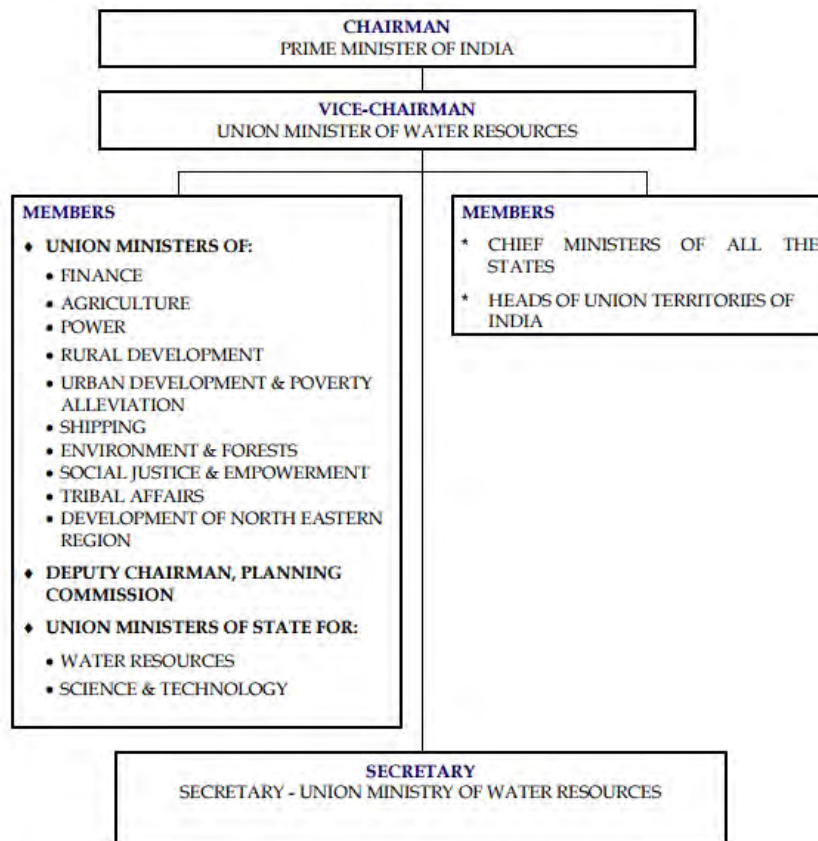 CHAIRMAN
PRIME MINISTER OF INDIA
VICE-CHAIRMAN
UNION MINISTER OF WATER RESOURCES
MEMBERS
♦ UNION MINISTERS OF:
• FINANCE
• AGRICULTURE
• POWER
• RURAL DEVELOPMENT
• URBAN DEVELOPMENT & POVERTY
ALLEVIATION
• SHIPPING
• ENVIRONMENT & FORESTS
• SOCIAL JUSTICE & EMPOWERMENT
• TRIBAL AFFAIRS
• DEVELOPMENT OF NORTH EASTERN
REGION
♦ DEPUTY CHAIRMAN, PLANNING
COMMISSION
♦ UNION MINISTERS OF STATE FOR:
• WATER RESOURCES
• SCIENCE & TECHNOLOGY
MEMBERS
* CHIEF MINISTERS OF ALL THE
STATES
* HEADS OF UNION TERRITORIES OF
INDIA
SECRETARY
SECRETARY - UNION MINISTRY OF WATER RESOURCES